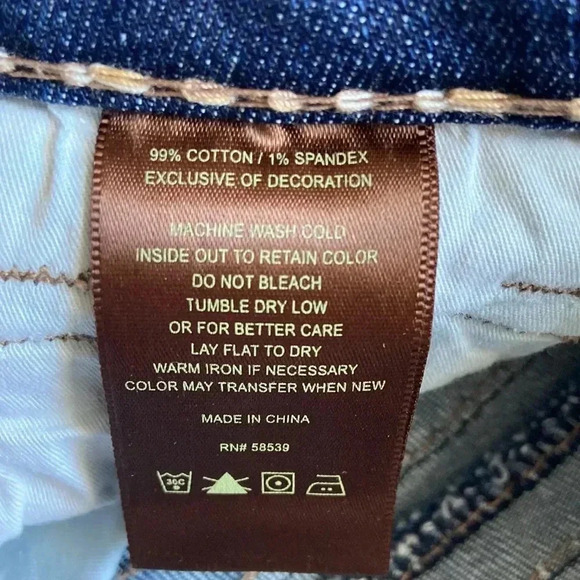 99% COTTON / 1% SPANDEX
EXCLUSIVE OF DECORATION
MACHINE WASH COLD
INSIDE OUT TO RETAIN COLOR
DO NOT BLEACH
TUMBLE DRY LOW
OR FOR BETTER CARE
LAY FLAT TO DRY
WARM IRON IF NECESSARY
COLOR MAY TRANSFER WHEN NEW
MADE IN CHINA
RN# 58539
30C